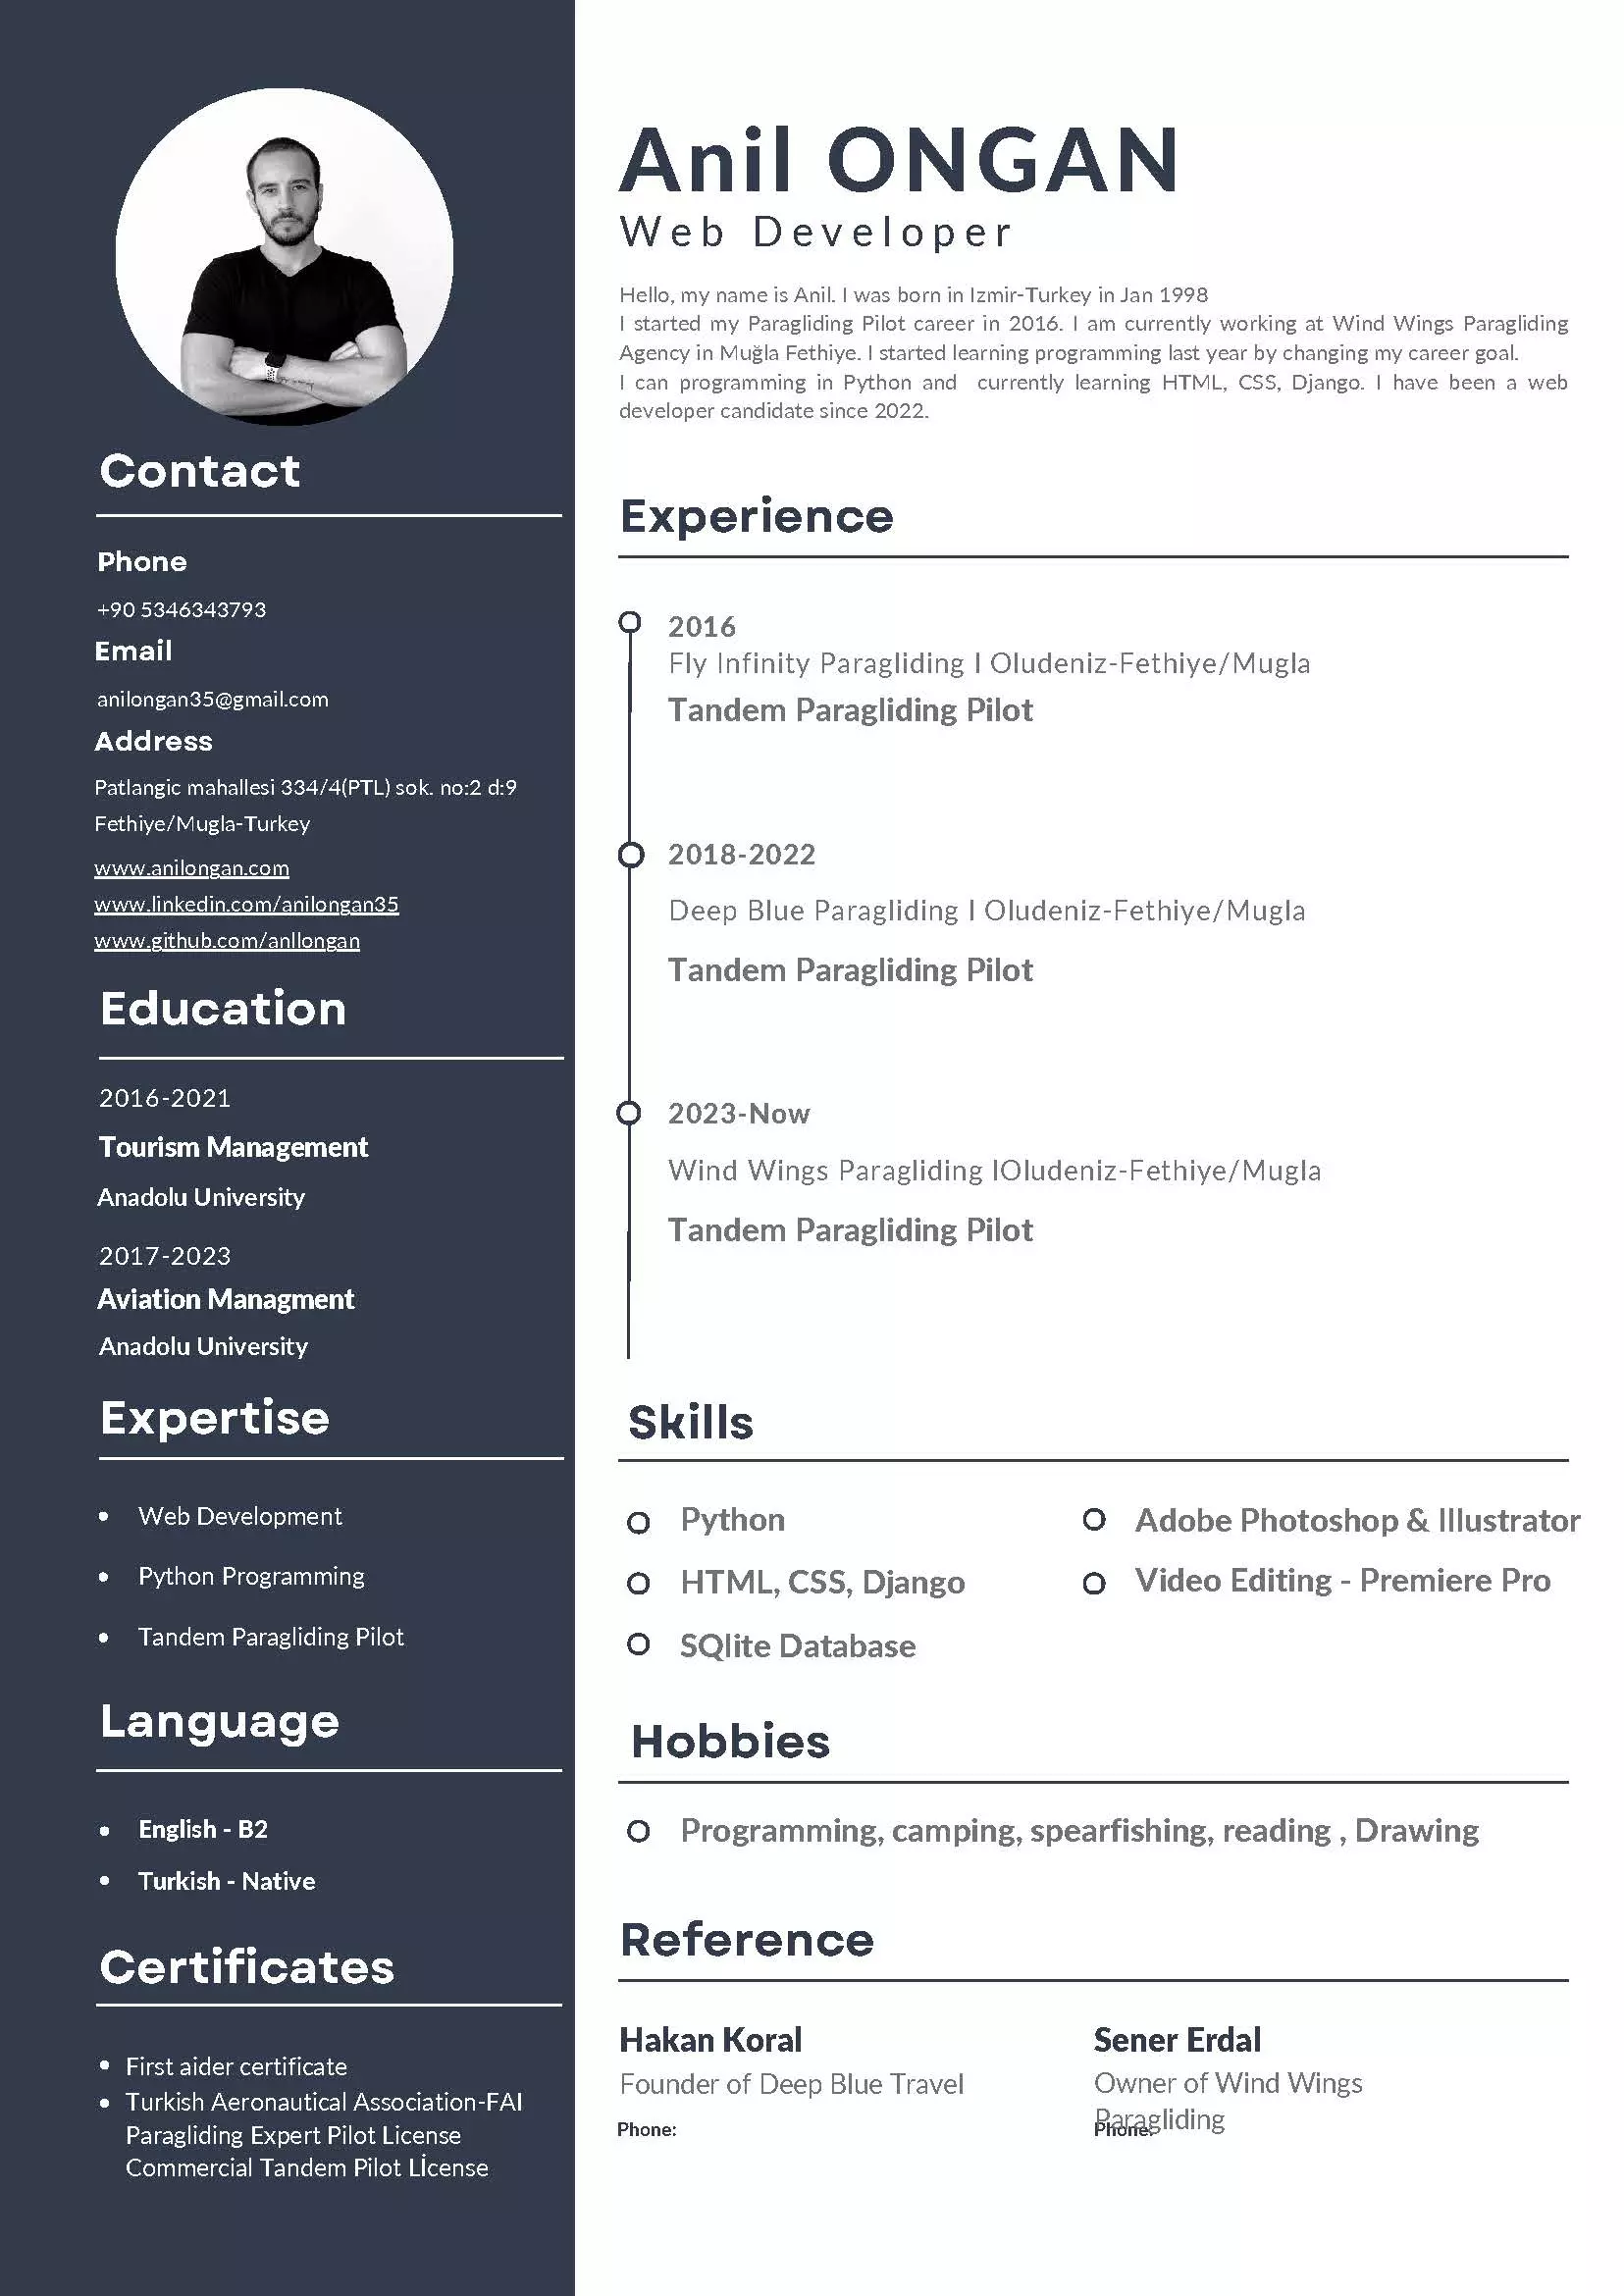 Contact
Phone
+90 5346343793
Email
anilongan35@gmail.com
Address
Patlangic mahallesi 334/4(PTL) sok. no:2 d:9
Fethiye/Mugla-Turkey
www.anilongan.com
www.linkedin.com/anilongan35
www.github.com/anllongan
Education
2016-2021
Tourism Management
Anadolu University
2017-2023
Aviation Managment
Anadolu University
Expertise
• Web Development
• Python Programming
• Tandem Paragliding Pilot
Language
• English - B2
• Turkish - Native
Certificates
• First aider certificate
• Turkish Aeronautical Association-FAI
Paragliding Expert Pilot License
Commercial Tandem Pilot Lİcense
Anil ONGAN
Web Developer
Hello, my name is Anil. I was born in Izmir-Turkey in Jan 1998
I started my Paragliding Pilot career in 2016. I am currently working at Wind Wings Paragliding
Agency in Muğla Fethiye. I started learning programming last year by changing my career goal.
I can programming in Python and currently learning HTML, CSS, Django. I have been a web
developer candidate since 2022.
Experience
2016
Fly Infinity Paragliding I Oludeniz-Fethiye/Mugla
Tandem Paragliding Pilot
2018-2022
Deep Blue Paragliding I Oludeniz-Fethiye/Mugla
Tandem Paragliding Pilot
2023-Now
Wind Wings Paragliding IOludeniz-Fethiye/Mugla
Tandem Paragliding Pilot
Skills
Python
HTML, CSS, Django
SQlite Database
Adobe Photoshop & Illustrator
Video Editing - Premiere Pro
Hobbies
Programming, camping, spearfishing, reading , Drawing
Reference
Hakan Koral
Founder of Deep Blue Travel
Phone:
Sener Erdal
Owner of Wind Wings
Paragliding
Phone: